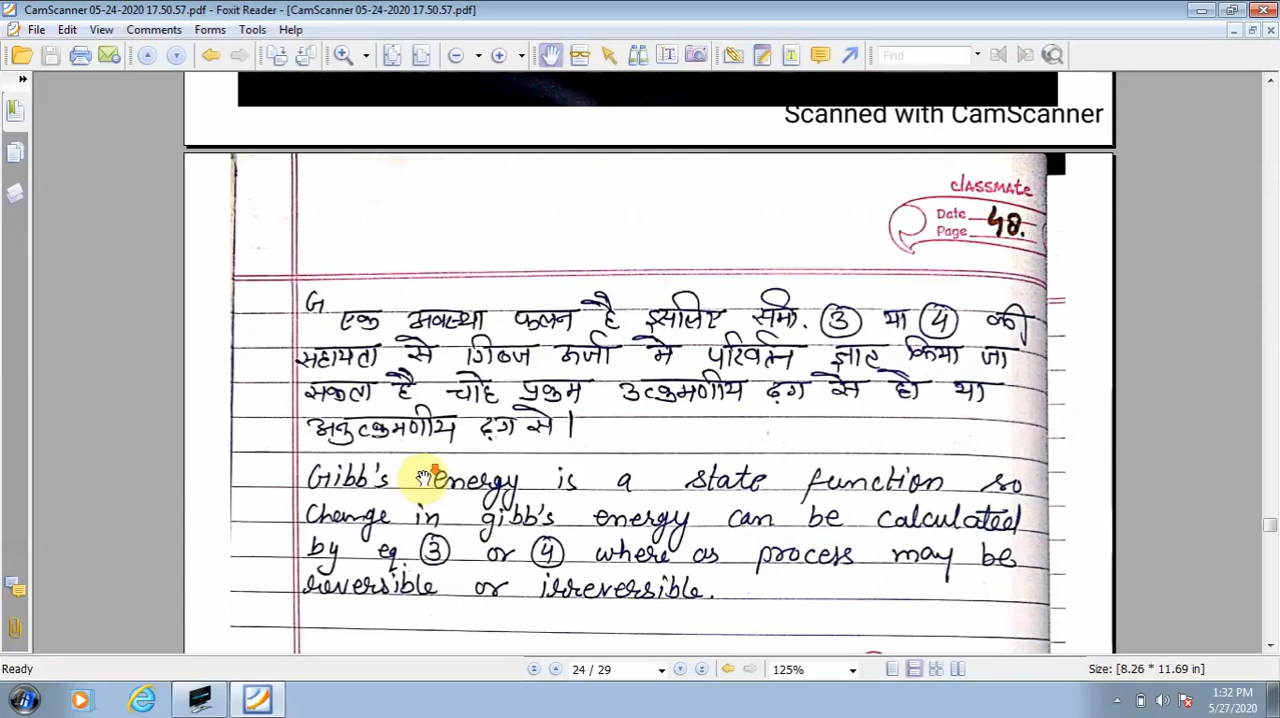 CamScanner 05-24-2020 17.50.57.pdf - Foxit Reader - [CamScanner 05-24-2020 17.50.57.pdf]
File Edit View Comments Forms Tools Help
Find
Scanned with CamScanner
classmate
Date
Page 48.
G एक अवस्था फलन है इसलिए समी. ③ या ④ की
सहायता से गिब्ज ऊर्जा मे परिवर्तन ज्ञात किया जा
सकता है चाहे प्रक्रम उत्क्रमणीय ढ़ग से हो या
अनुत्क्रमणीय ढ़ग से।
Gibb's energy is a state function so
change in gibb's energy can be calculated
by eq. ③ or ④ where as process may be
reversible or irreversible.
Ready
24 / 29
125%
Size: [8.26 * 11.69 in]
1:32 PM
5/27/2020